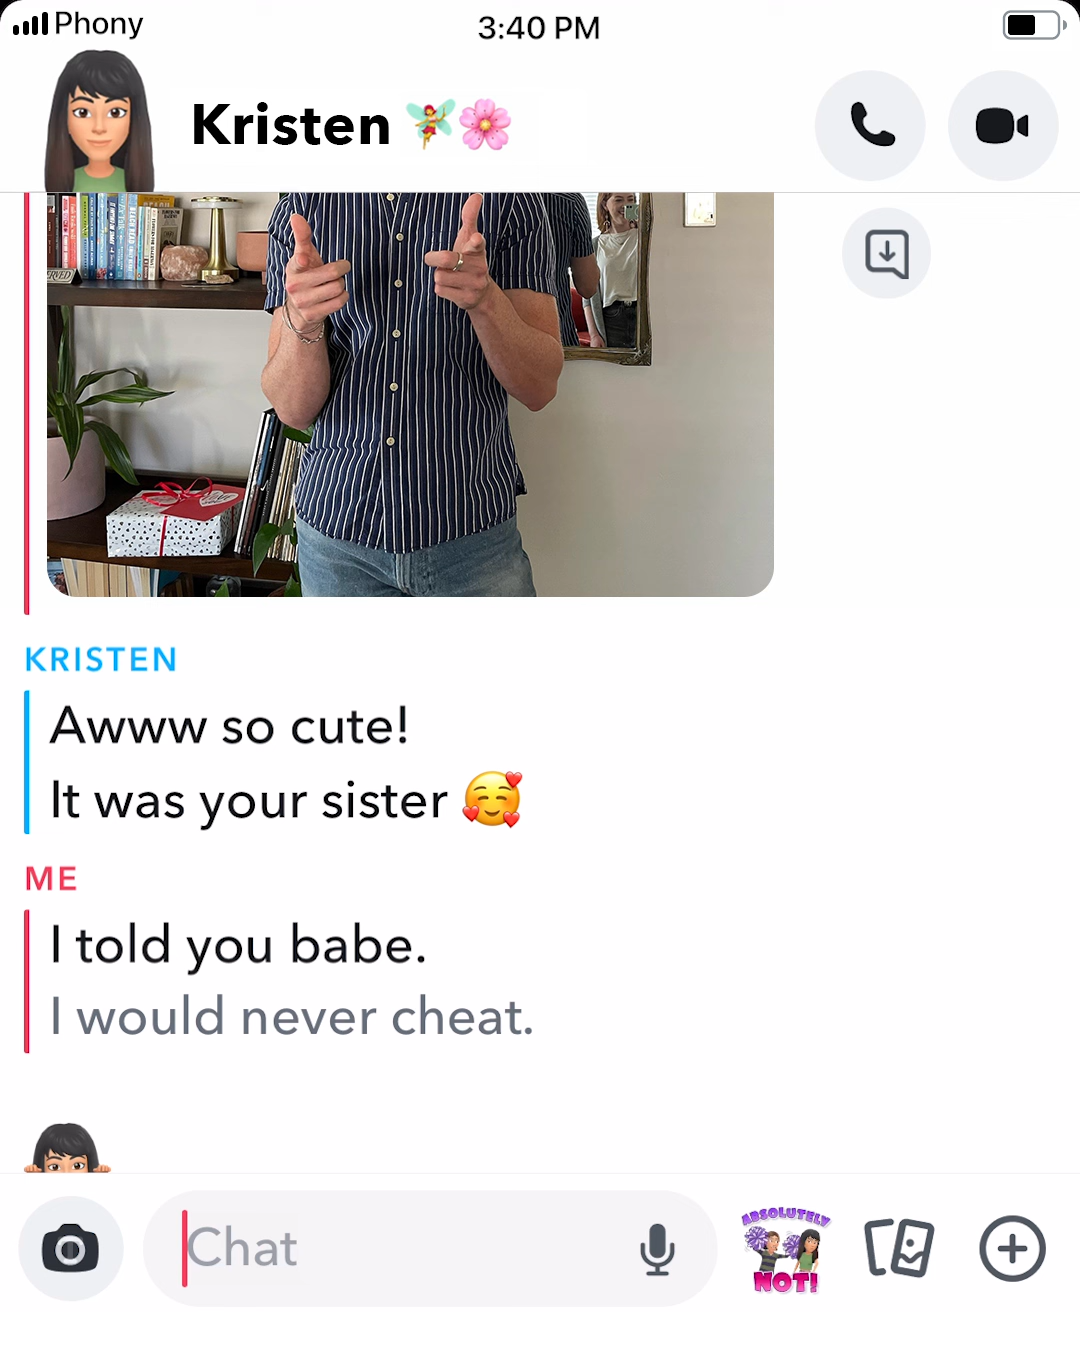 Phony
3:40 PM
Kristen
RVED
KRISTEN
Awww so cute!
It was your sister 🥰
ME
I told you babe.
I would never cheat.
Chat
ABSOLUTELY
NOT!